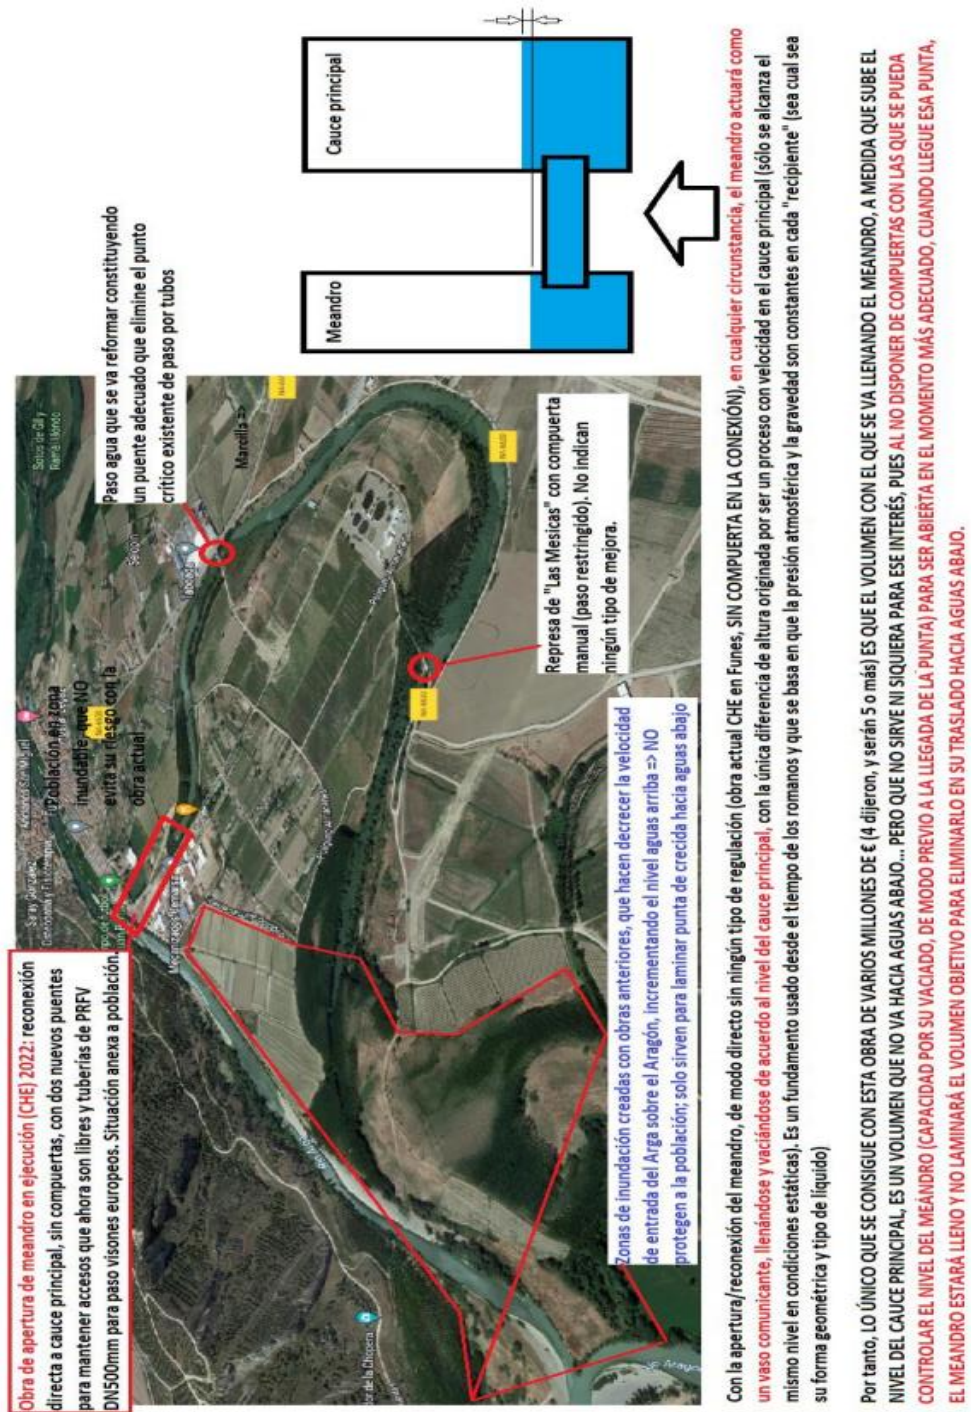 Obra de apertura de meandro en ejecución (CHE) 2022: reconexión
directa a cauce principal, sin compuertas, con dos nuevos puentes
para mantener accesos que ahora son libres y tuberías de PRFV
DN500mm para paso visones europeos. Situación anexa a población.
Población en zona
inundable, que NO
evita su riesgo con la
obra actual
Paso agua que se va reformar constituyendo
un puente adecuado que elimine el punto
crítico existente de paso por tubos
Sotos de Gil y
Ramal Hondo
Marcilla =>
Río Arga
Represa de "Las Mesicas" con compuerta
manual (paso restringido). No indican
ningún tipo de mejora.
Zonas de inundación creadas con obras anteriores, que hacen decrecer la velocidad
de entrada del Arga sobre el Aragón, incrementando el nivel aguas arriba => NO
protegen a la población; solo sirven para laminar punta de crecida hacia aguas abajo
Meandro
Cauce principal
Con la apertura/reconexión del meandro, de modo directo sin ningún tipo de regulación (obra actual CHE en Funes, SIN COMPUERTA EN LA CONEXIÓN), en cualquier circunstancia, el meandro actuará como
un vaso comunicante, llenándose y vaciándose de acuerdo al nivel del cauce principal, con la única diferencia de altura originada por ser un proceso con velocidad en el cauce principal (sólo se alcanza el
mismo nivel en condiciones estáticas). Es un fundamento usado desde el tiempo de los romanos y que se basa en que la presión atmosférica y la gravedad son constantes en cada "recipiente" (sea cual sea
su forma geométrica y tipo de liquido)
Por tanto, LO ÚNICO QUE SE CONSIGUE CON ESTA OBRA DE VARIOS MILLONES DE € (4 dijeron, y serán 5 o más) ES QUE EL VOLUMEN CON EL QUE SE VA LLENANDO EL MEANDRO, A MEDIDA QUE SUBE EL
NIVEL DEL CAUCE PRINCIPAL, ES UN VOLUMEN QUE NO VA HACIA AGUAS ABAJO... PERO QUE NO SIRVE NI SIQUIERA PARA ESE INTERÉS, PUES AL NO DISPONER DE COMPUERTAS CON LAS QUE SE PUEDA
CONTROLAR EL NIVEL DEL MEÁNDRO (CAPACIDAD POR SU VACIADO, DE MODO PREVIO A LA LLEGADA DE LA PUNTA) PARA SER ABIERTA EN EL MOMENTO MÁS ADECUADO, CUANDO LLEGUE ESA PUNTA,
EL MEANDRO ESTARÁ LLENO Y NO LAMINARÁ EL VOLUMEN OBJETIVO PARA ELIMINARLO EN SU TRASLADO HACIA AGUAS ABAJO.